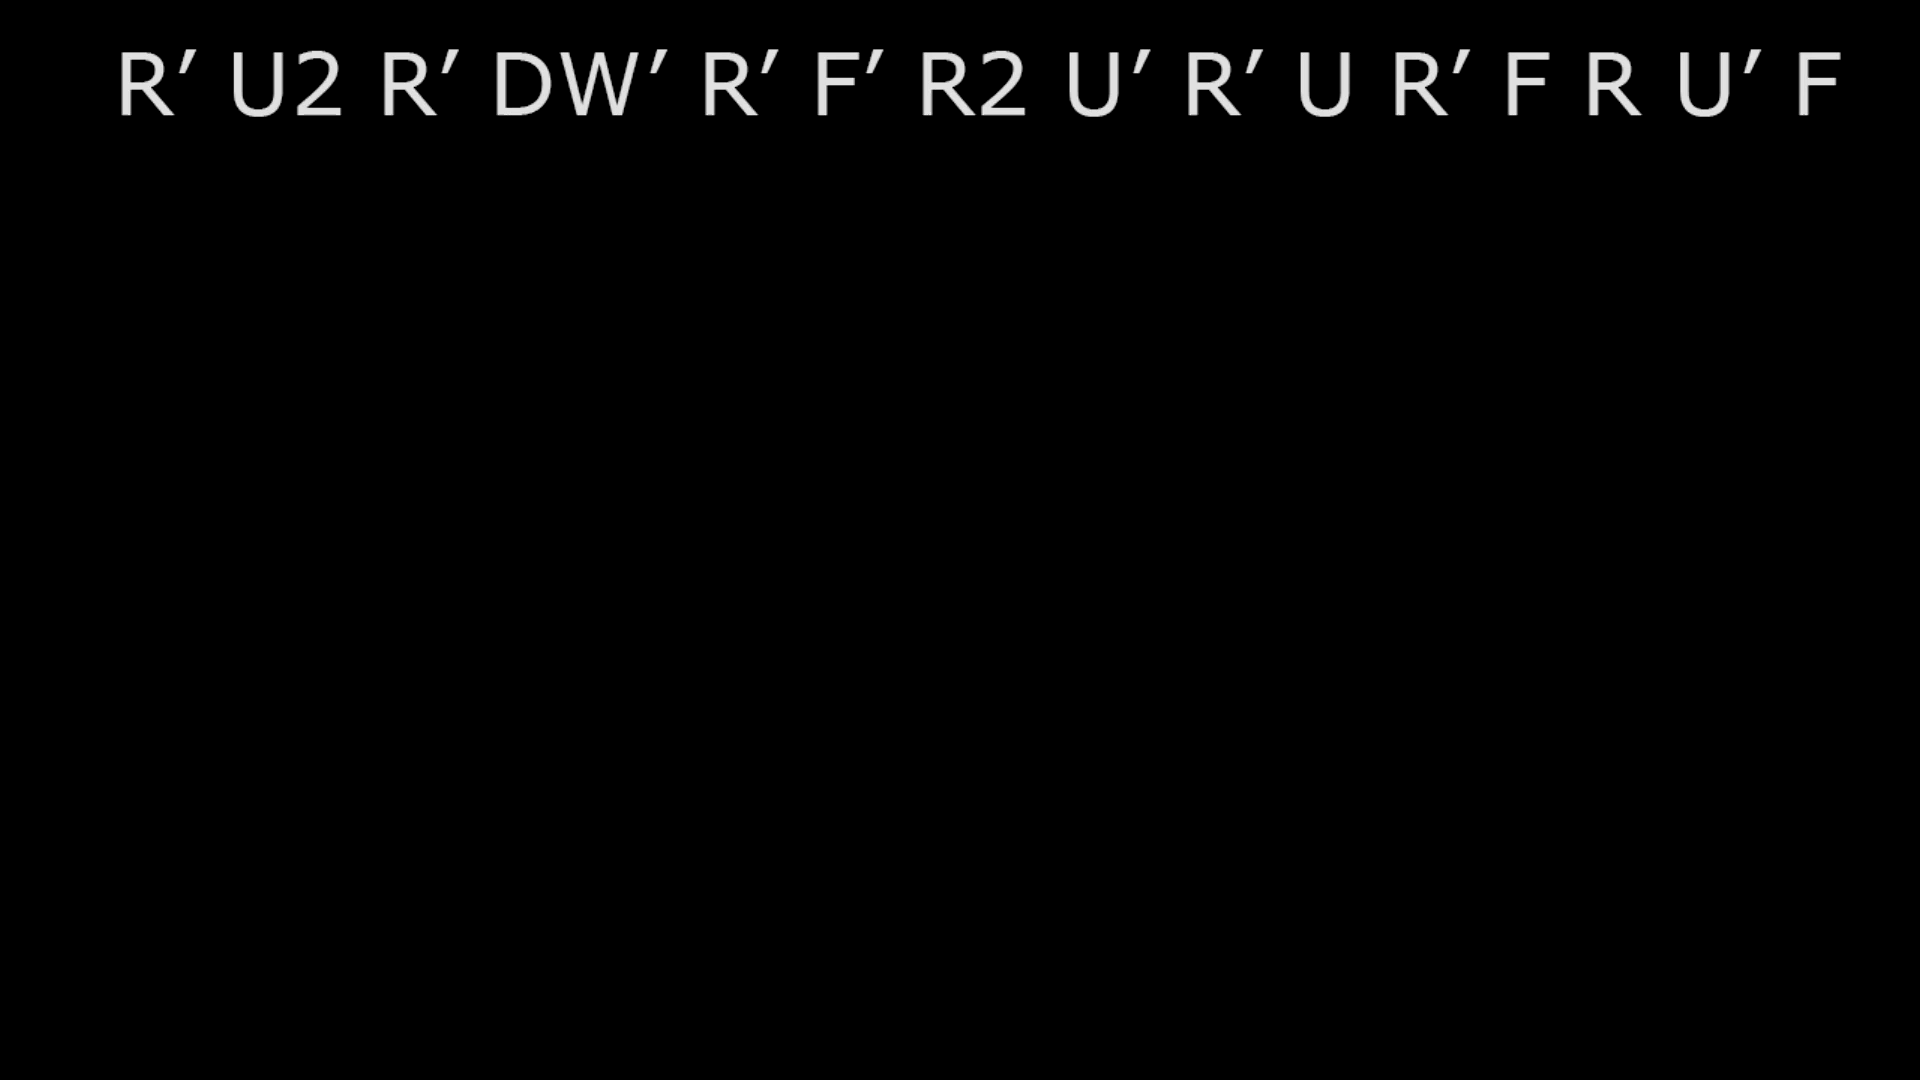 R′ U2 R′ DW′ R′ F′ R2 U′ R′ U R′ F R U′ F